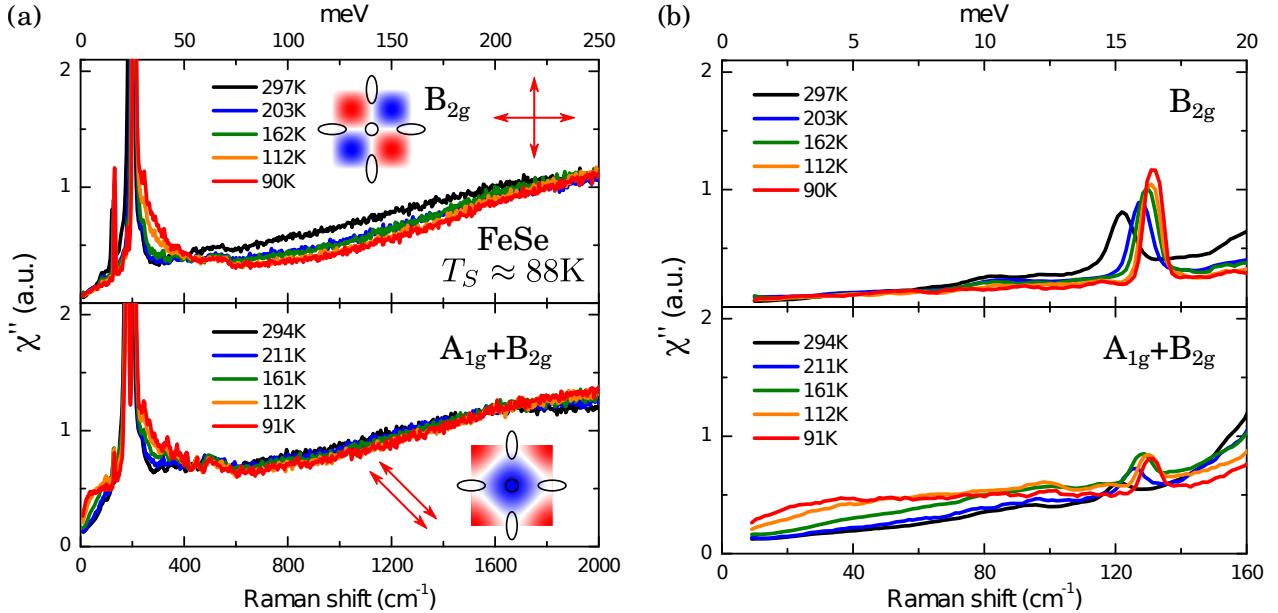 (a)
meV
0 50 100 150 200 250
2
1
0
χ'' (a.u.)
297K
203K
162K
112K
90K
B2g
FeSe
TS ≈ 88K
2
1
0
294K
211K
161K
112K
91K
A1g+B2g
0 400 800 1200 1600 2000
Raman shift (cm-1)
(b)
meV
0 5 10 15 20
2
1
0
χ'' (a.u.)
297K
203K
162K
112K
90K
B2g
2
1
0
294K
211K
161K
112K
91K
A1g+B2g
0 40 80 120 160
Raman shift (cm-1)